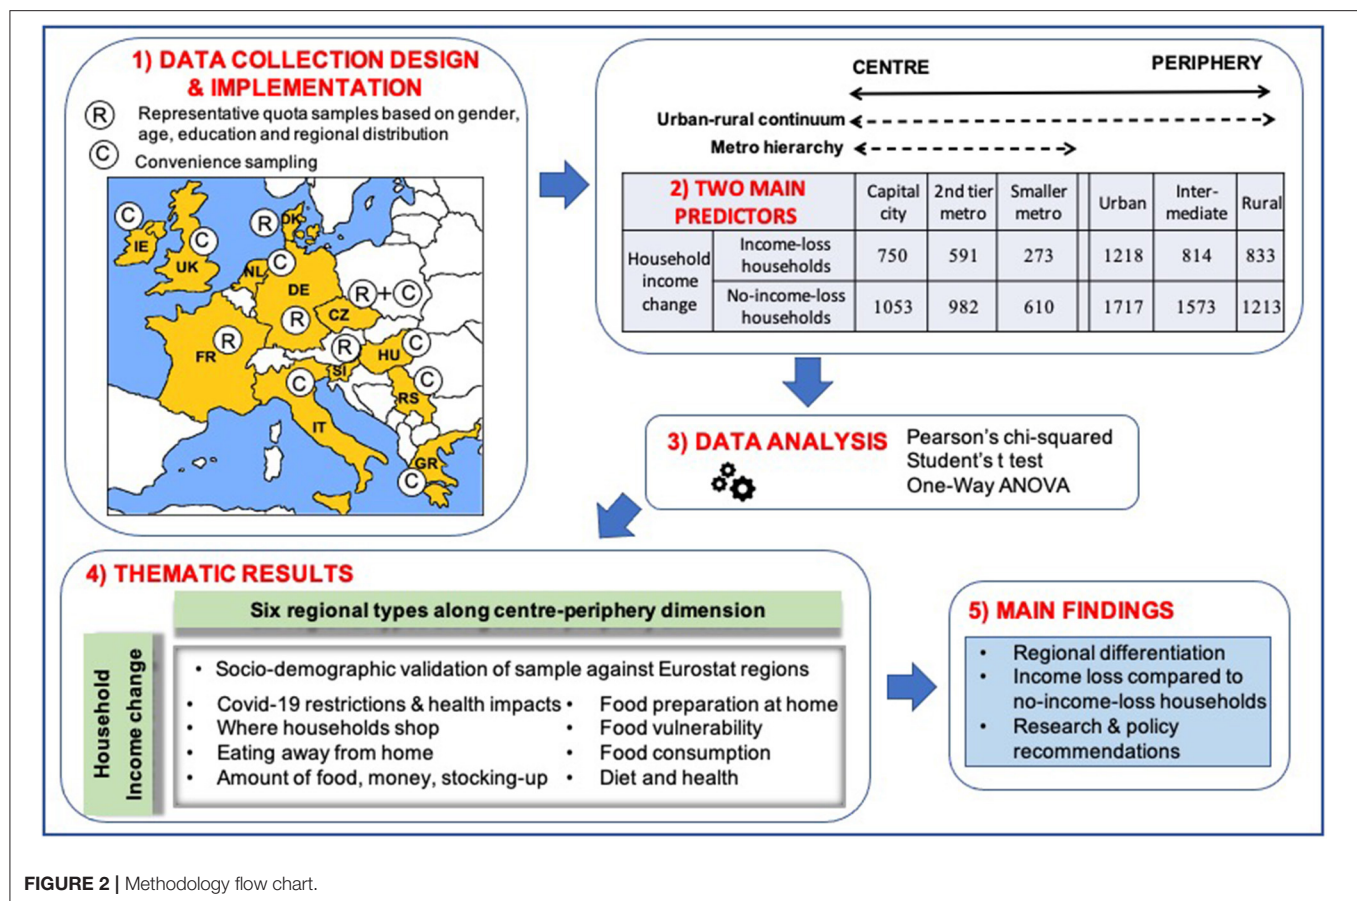 1) DATA COLLECTION DESIGN
& IMPLEMENTATION
R Representative quota samples based on gender,
age, education and regional distribution
C Convenience sampling
C
IE
C
UK
R
DK
C
NL
DE
R
R+C
CZ
R
FR
R
SI
C
HU
C
RS
C
IT
C
GR
CENTRE
PERIPHERY
Urban-rural continuum
Metro hierarchy
2) TWO MAIN
PREDICTORS
Capital
city
2nd tier
metro
Smaller
metro
Urban
Inter-
mediate
Rural
Household
income
change
Income-loss
households
750 591 273 1218 814 833
No-income-loss
households
1053 982 610 1717 1573 1213
3) DATA ANALYSIS
Pearson's chi-squared
Student's t test
One-Way ANOVA
4) THEMATIC RESULTS
Six regional types along centre-periphery dimension
Household
Income change
• Socio-demographic validation of sample against Eurostat regions
• Covid-19 restrictions & health impacts
• Where households shop
• Eating away from home
• Amount of food, money, stocking-up
• Food preparation at home
• Food vulnerability
• Food consumption
• Diet and health
5) MAIN FINDINGS
• Regional differentiation
• Income loss compared to
no-income-loss households
• Research & policy
recommendations
FIGURE 2 | Methodology flow chart.